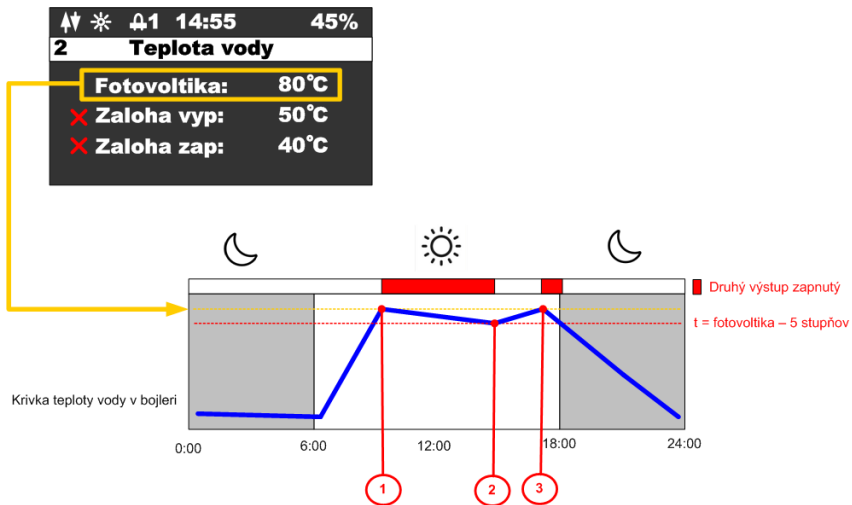 1 14:55 45%
2 Teplota vody
Fotovoltika: 80°C
Zaloha vyp: 50°C
Zaloha zap: 40°C
Druhý výstup zapnutý
t = fotovoltika – 5 stupňov
Krivka teploty vody v bojleri
0:00 6:00 12:00 18:00 24:00
1 2 3